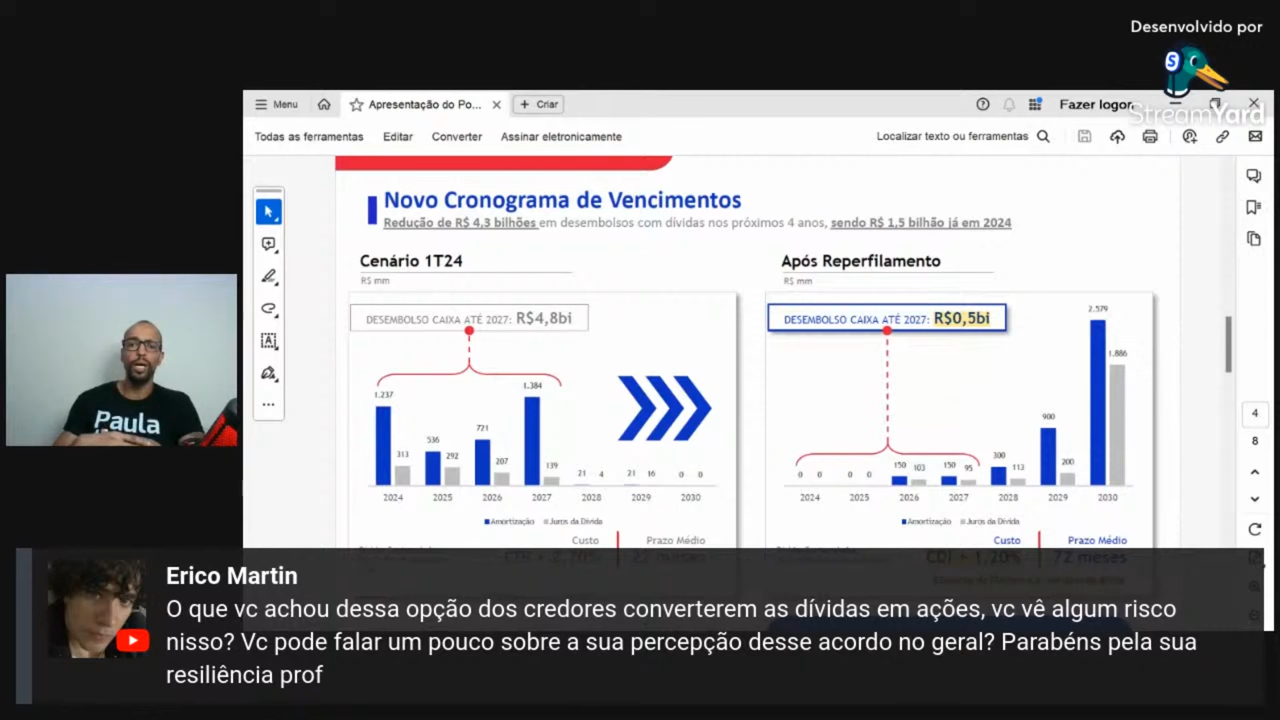 Desenvolvido por
StreamYard
Menu
Apresentação do Po...
Criar
Fazer logon
Todas as ferramentas
Editar
Converter
Assinar eletronicamente
Localizar texto ou ferramentas
Novo Cronograma de Vencimentos
Redução de R$ 4,3 bilhões em desembolsos com dívidas nos próximos 4 anos, sendo R$ 1,5 bilhão já em 2024
Cenário 1T24
R$ mm
DESEMBOLSO CAIXA ATÉ 2027: R$4,8bi
1.237 313 536 292 721 207 1.384 139 21 4 21 16 0 0
2024 2025 2026 2027 2028 2029 2030
Amortização Juros da Dívida
Custo Prazo Médio
Após Reperfilamento
R$ mm
DESEMBOLSO CAIXA ATÉ 2027: R$0,5bi
0 0 0 0 150 103 150 95 300 113 900 200 2.579 1.886
2024 2025 2026 2027 2028 2029 2030
Amortização Juros da Dívida
Custo Prazo Médio
CDI + 1,20% 72 meses
4
8
Paula
Erico Martin
O que vc achou dessa opção dos credores converterem as dívidas em ações, vc vê algum risco
nisso? Vc pode falar um pouco sobre a sua percepção desse acordo no geral? Parabéns pela sua
resiliência prof